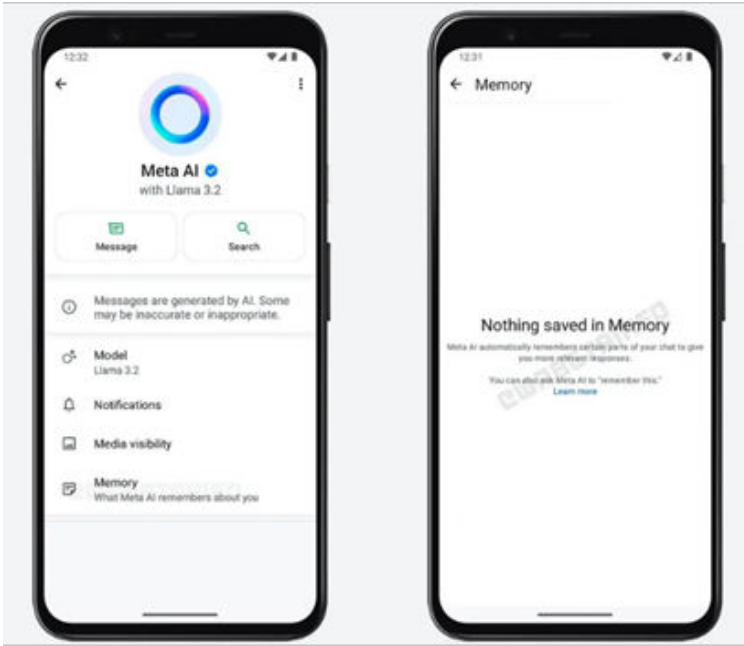 12:32
Meta AI
with Llama 3.2
Message
Search
Messages are generated by AI. Some
may be inaccurate or inappropriate.
Model
Llama 3.2
Notifications
Media visibility
Memory
What Meta AI remembers about you
12:31
Memory
Nothing saved in Memory
Meta AI automatically remembers certain parts of your chat to give
you more relevant responses.
You can also ask Meta AI to "remember this."
Learn more